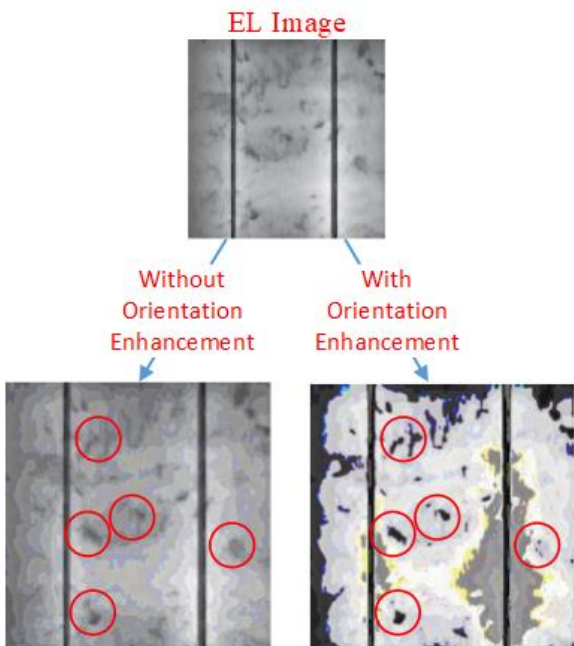 EL Image
Without
Orientation
Enhancement
With
Orientation
Enhancement